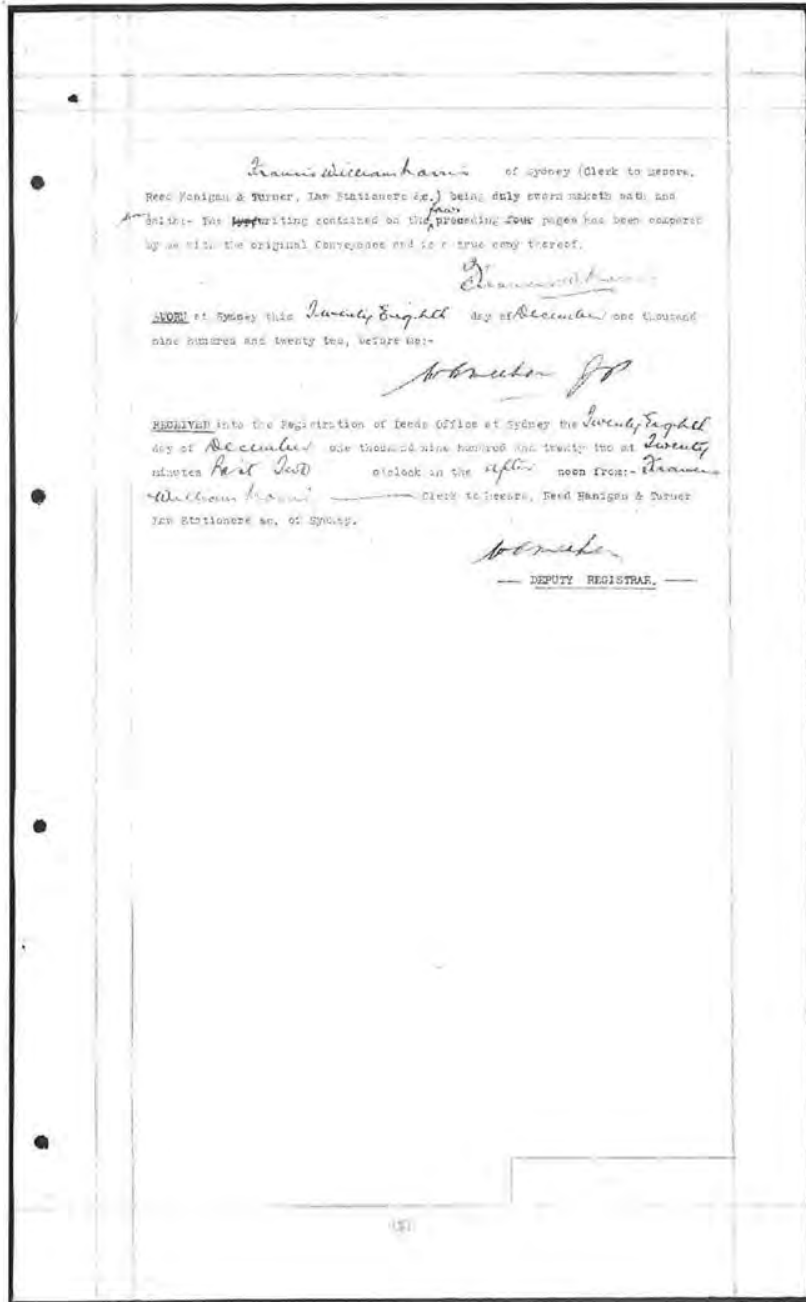 Francis William Harris of Sydney (Clerk to Messrs.
Reed Hanigan & Turner, Law Stationers &c.) being duly sworn maketh oath and
saith:- The writing contained on the four preceding four pages has been compared
by me with the original Conveyance and is a true copy thereof.
SWORN at Sydney this Twenty Eighth day of December one thousand
nine hundred and twenty two, before me:-
JP
RECEIVED into the Registration of Deeds Office at Sydney the Twenty Eighth
day of December one thousand nine hundred and twenty two at Twenty
minutes Past Two o'clock in the after noon from:- Francis
William Harris Clerk to Messrs, Reed Hanigan & Turner
Law Stationers &c. of Sydney.
DEPUTY REGISTRAR.